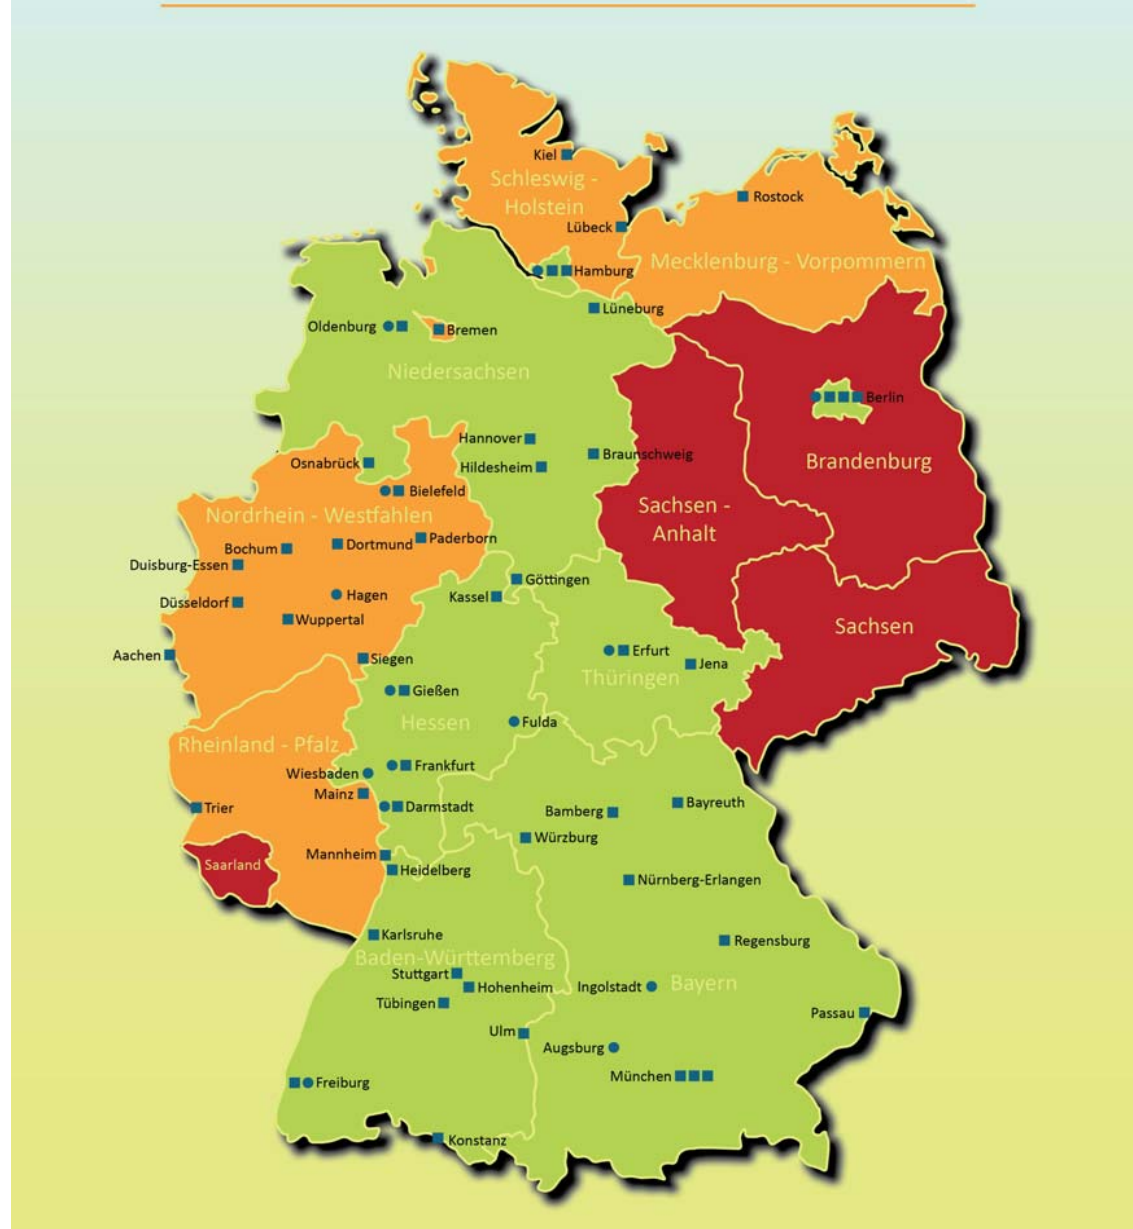 Kiel
Schleswig -
Holstein
Rostock
Lübeck
Mecklenburg - Vorpommern
Hamburg
Lüneburg
Oldenburg
Bremen
Niedersachsen
Berlin
Hannover
Braunschweig
Osnabrück
Hildesheim
Brandenburg
Bielefeld
Sachsen -
Anhalt
Nordrhein - Westfahlen
Paderborn
Bochum
Dortmund
Duisburg-Essen
Göttingen
Kassel
Hagen
Düsseldorf
Wuppertal
Sachsen
Erfurt
Aachen
Siegen
Jena
Thüringen
Gießen
Hessen
Fulda
Rheinland - Pfalz
Frankfurt
Wiesbaden
Mainz
Bayreuth
Trier
Darmstadt
Bamberg
Würzburg
Mannheim
Saarland
Heidelberg
Nürnberg-Erlangen
Karlsruhe
Regensburg
Baden-Württemberg
Stuttgart
Hohenheim
Ingolstadt
Bayern
Tübingen
Passau
Ulm
Augsburg
München
Freiburg
Konstanz